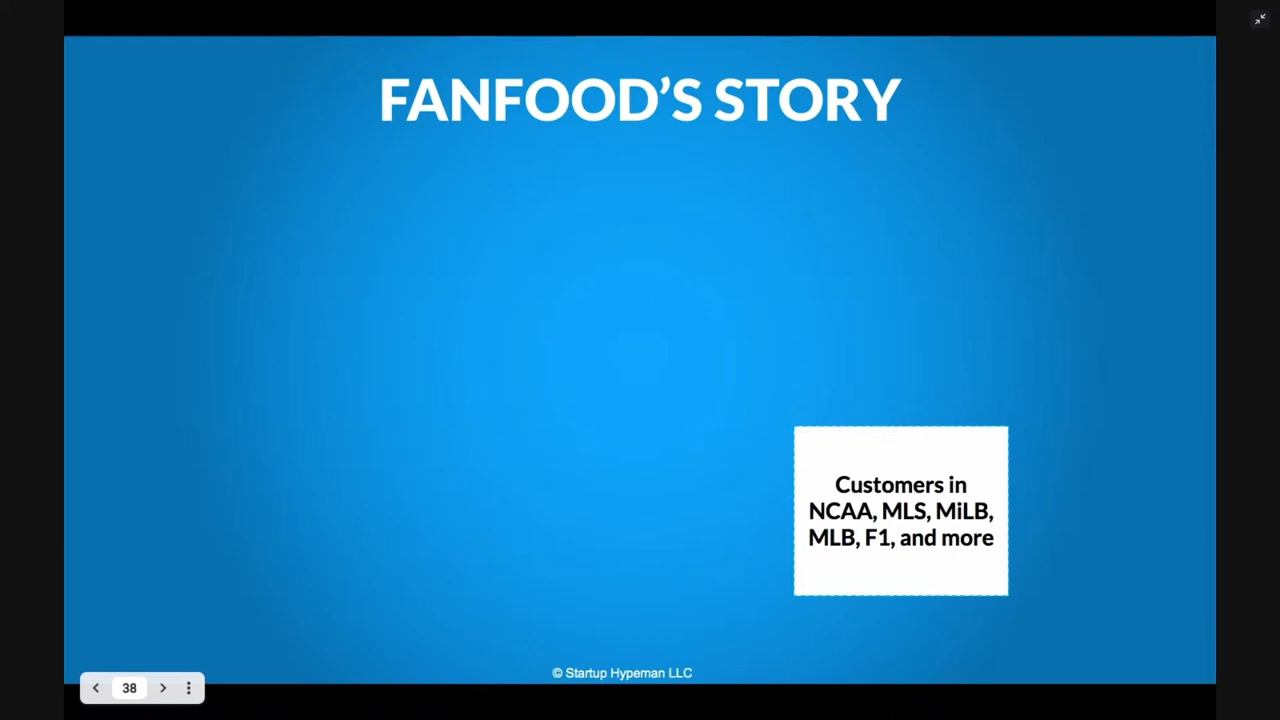 FANFOOD’S STORY
Customers in
NCAA, MLS, MiLB,
MLB, F1, and more
© Startup Hypeman LLC
38